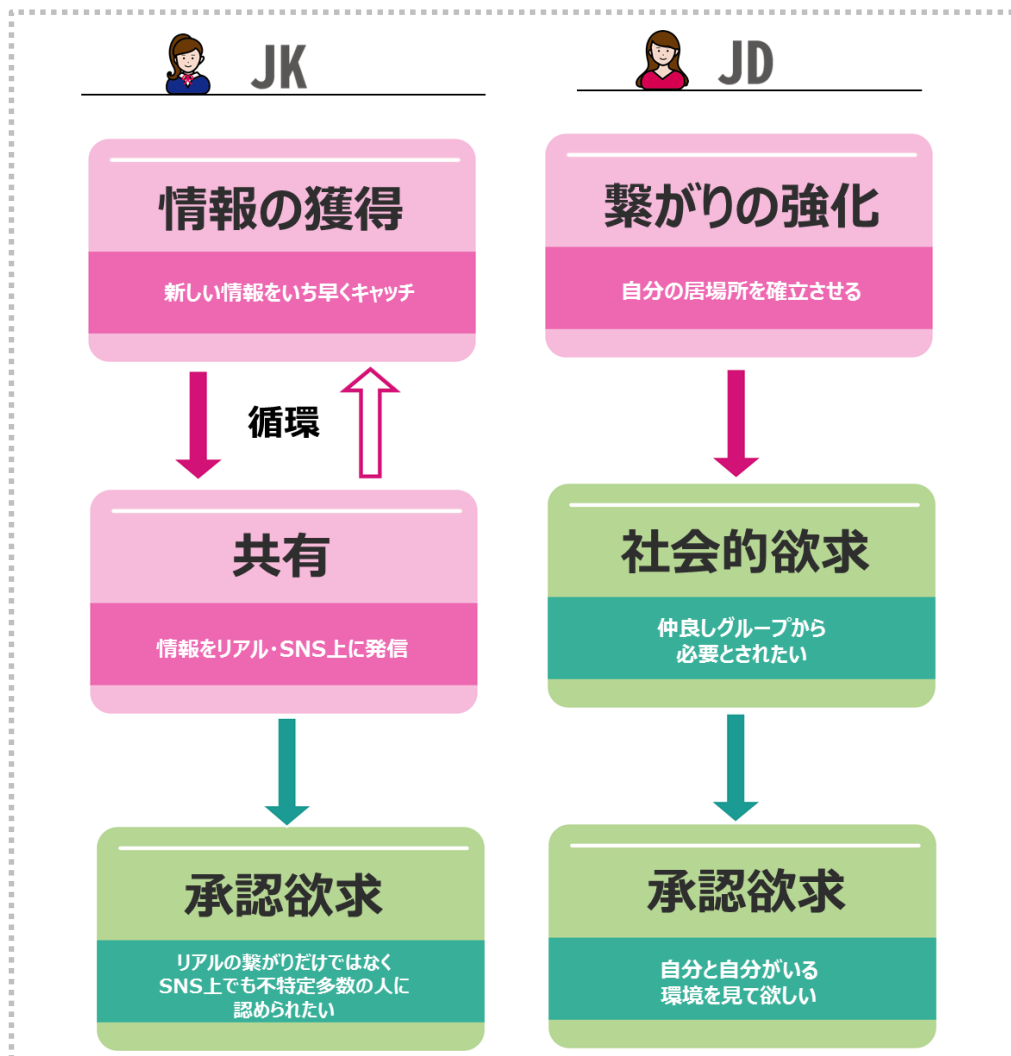 JK
情報の獲得
新しい情報をいち早くキャッチ
循環
共有
情報をリアル・SNS上に発信
承認欲求
リアルの繋がりだけではなく
SNS上でも不特定多数の人に
認められたい
JD
繋がりの強化
自分の居場所を確立させる
社会的欲求
仲良しグループから
必要とされたい
承認欲求
自分と自分がいる
環境を見て欲しい